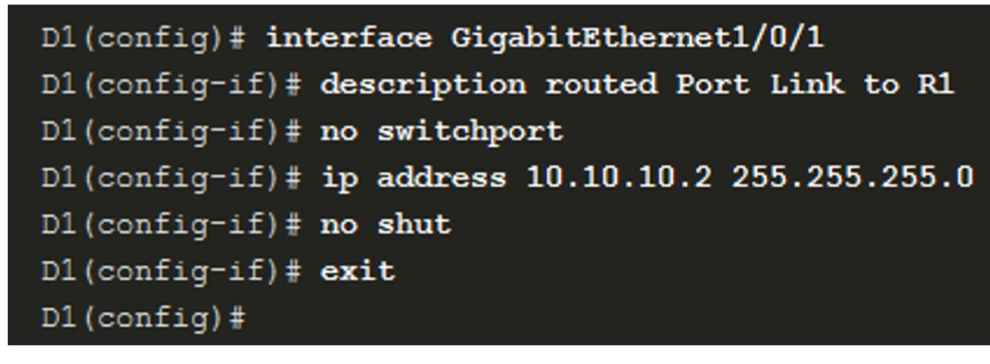 D1(config)# interface GigabitEthernet1/0/1
D1(config-if)# description routed Port Link to R1
D1(config-if)# no switchport
D1(config-if)# ip address 10.10.10.2 255.255.255.0
D1(config-if)# no shut
D1(config-if)# exit
D1(config)#